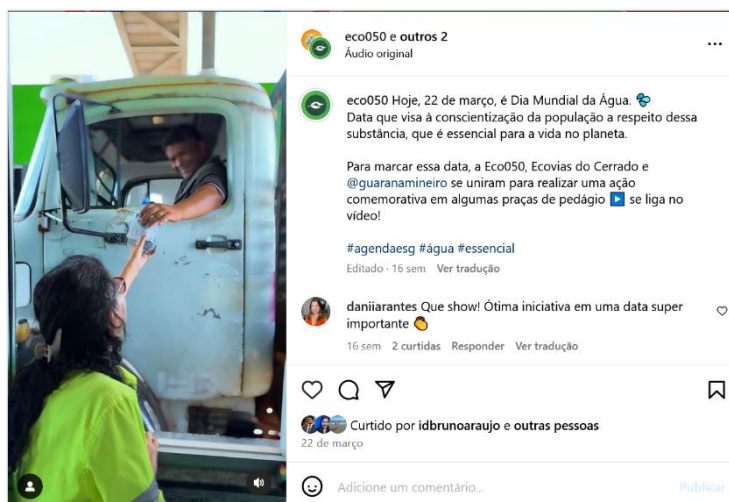 eco050 e outros 2
Áudio original
eco050 Hoje, 22 de março, é Dia Mundial da Água.
Data que visa à conscientização da população a respeito dessa
substância, que é essencial para a vida no planeta.
Para marcar essa data, a Eco050, Ecovias do Cerrado e
@guaranamineiro se uniram para realizar uma ação
comemorativa em algumas praças de pedágio ▶️ se liga no
vídeo!
#agendaesg #água #essencial
Editado · 16 sem Ver tradução
daniiarantes Que show! Ótima iniciativa em uma data super
importante
16 sem 2 curtidas Responder Ver tradução
Curtido por idbrunoaraujo e outras pessoas
22 de março
Adicione um comentário...
Publicar